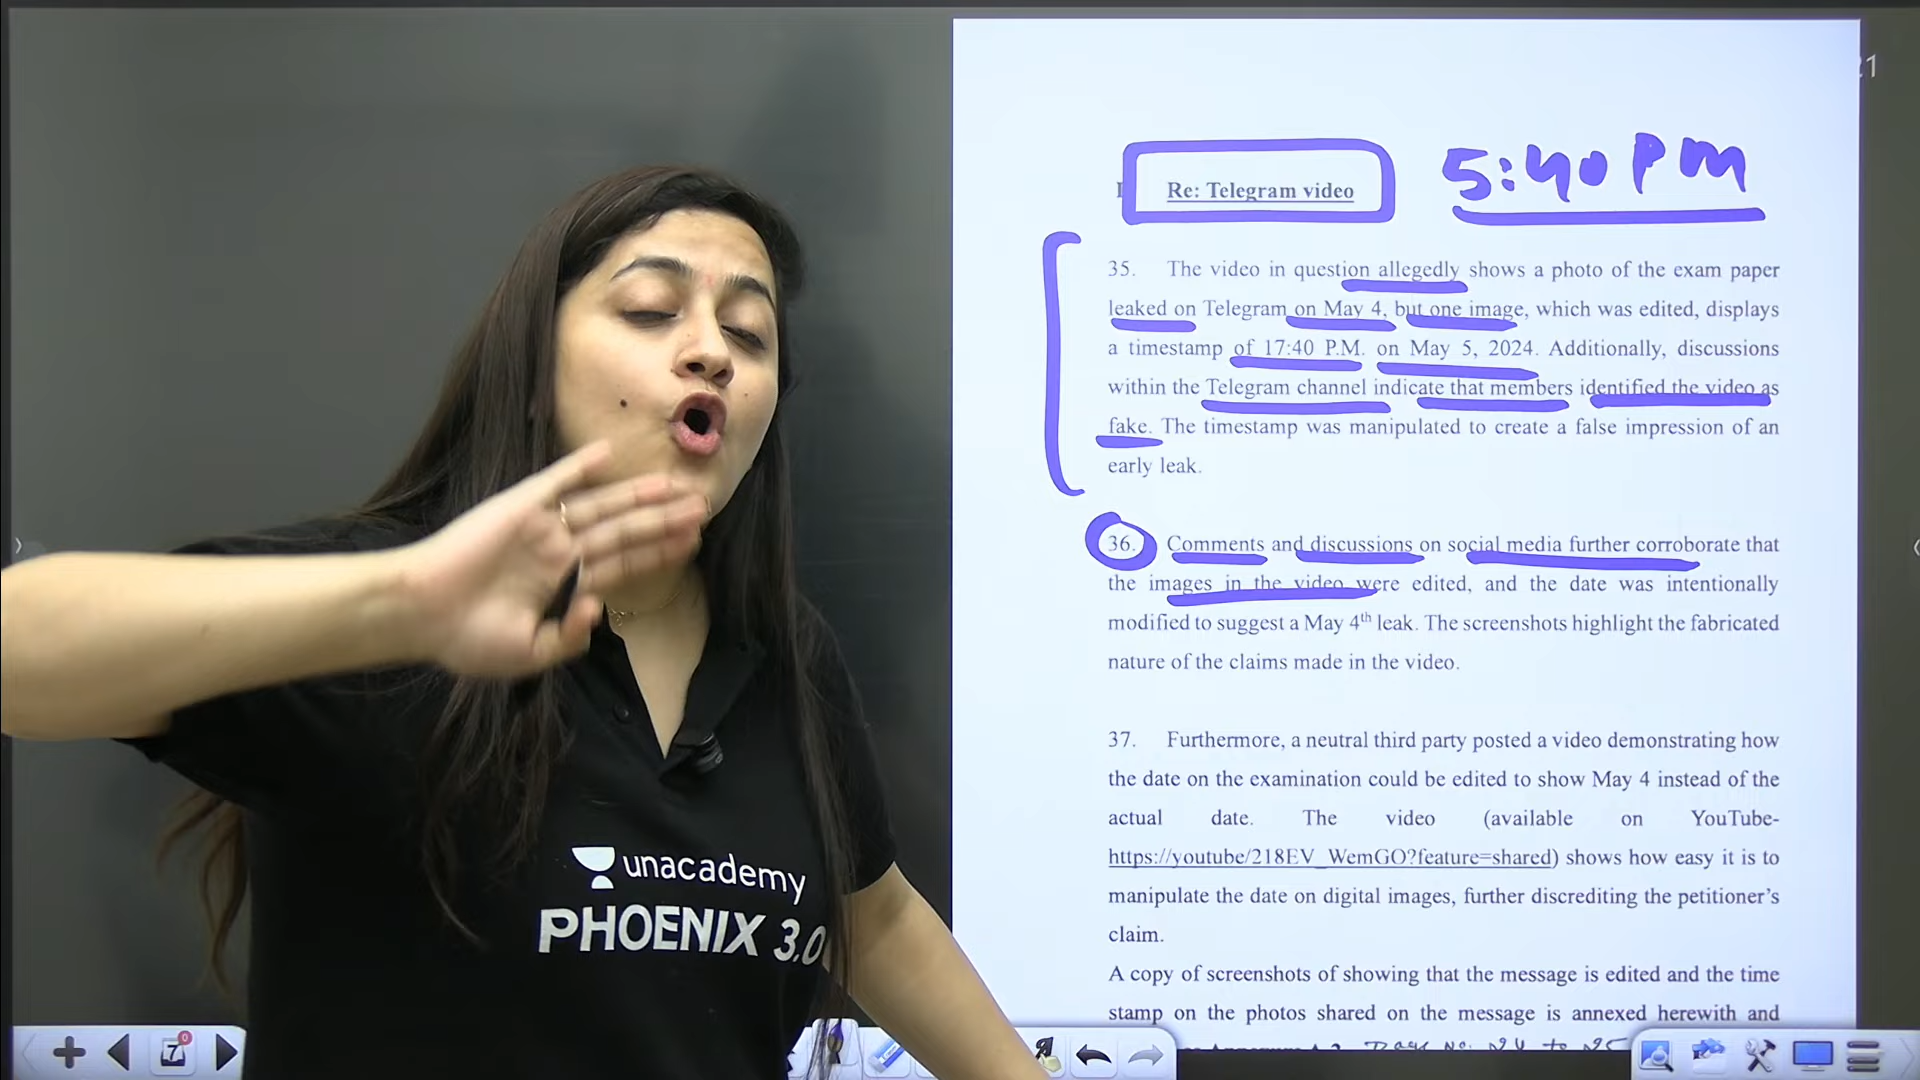 21
Re: Telegram video
5:40 PM
35. The video in question allegedly shows a photo of the exam paper
leaked on Telegram on May 4, but one image, which was edited, displays
a timestamp of 17:40 P.M. on May 5, 2024. Additionally, discussions
within the Telegram channel indicate that members identified the video as
fake. The timestamp was manipulated to create a false impression of an
early leak.
36. Comments and discussions on social media further corroborate that
the images in the video were edited, and the date was intentionally
modified to suggest a May 4th leak. The screenshots highlight the fabricated
nature of the claims made in the video.
37. Furthermore, a neutral third party posted a video demonstrating how
the date on the examination could be edited to show May 4 instead of the
actual date. The video (available on YouTube-
https://youtube/218EV_WemGO?feature=shared) shows how easy it is to
manipulate the date on digital images, further discrediting the petitioner's
claim.
A copy of screenshots of showing that the message is edited and the time
stamp on the photos shared on the message is annexed herewith and
unacademy
PHOENIX 3.0
7
0